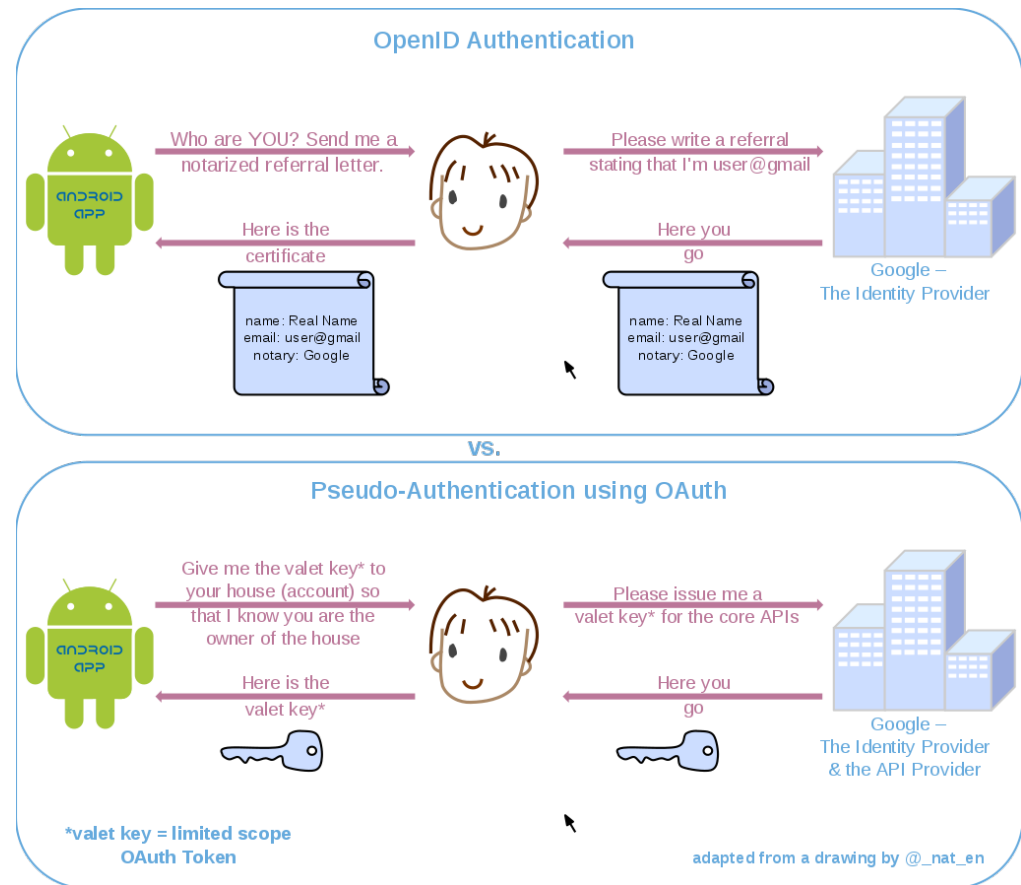 OpenID Authentication
Who are YOU? Send me a
notarized referral letter.
Please write a referral
stating that I'm user@gmail
ANDROID
APP
Here is the
certificate
Here you
go
Google –
The Identity Provider
name: Real Name
email: user@gmail
notary: Google
name: Real Name
email: user@gmail
notary: Google
vs.
Pseudo-Authentication using OAuth
Give me the valet key* to
your house (account) so
that I know you are the
owner of the house
Please issue me a
valet key* for the core APIs
ANDROID
APP
Here is the
valet key*
Here you
go
Google –
The Identity Provider
& the API Provider
*valet key = limited scope
OAuth Token
adapted from a drawing by @_nat_en